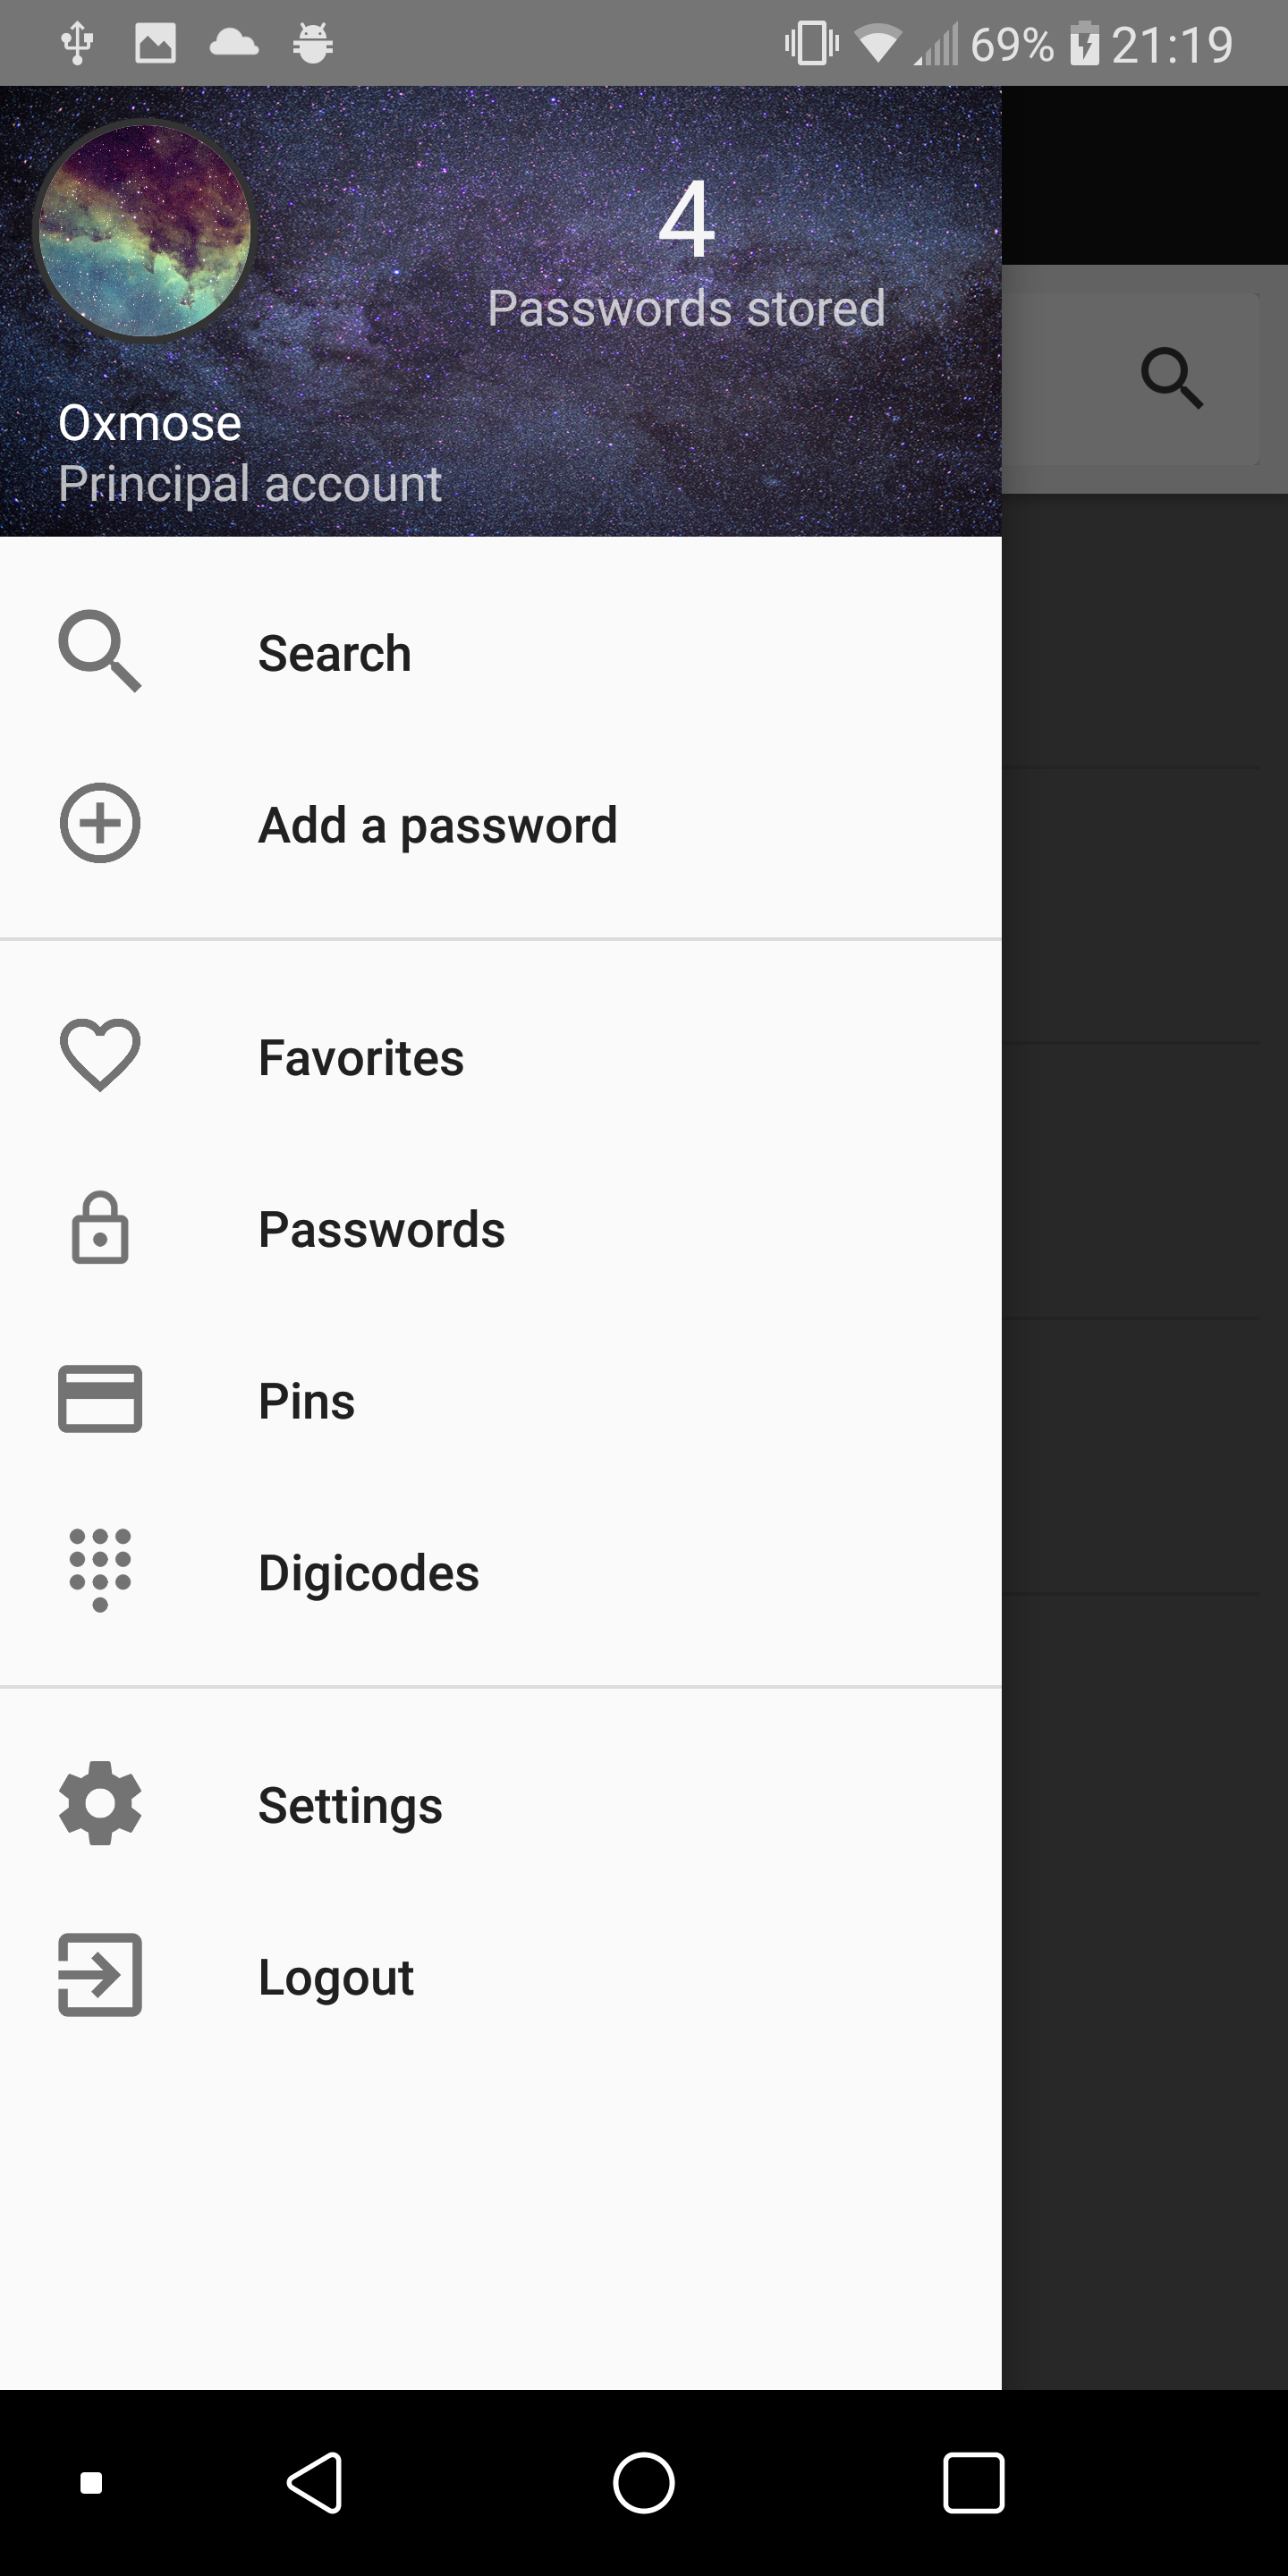 69% 21:19
4
Passwords stored
Oxmose
Principal account
Search
Add a password
Favorites
Passwords
Pins
Digicodes
Settings
Logout